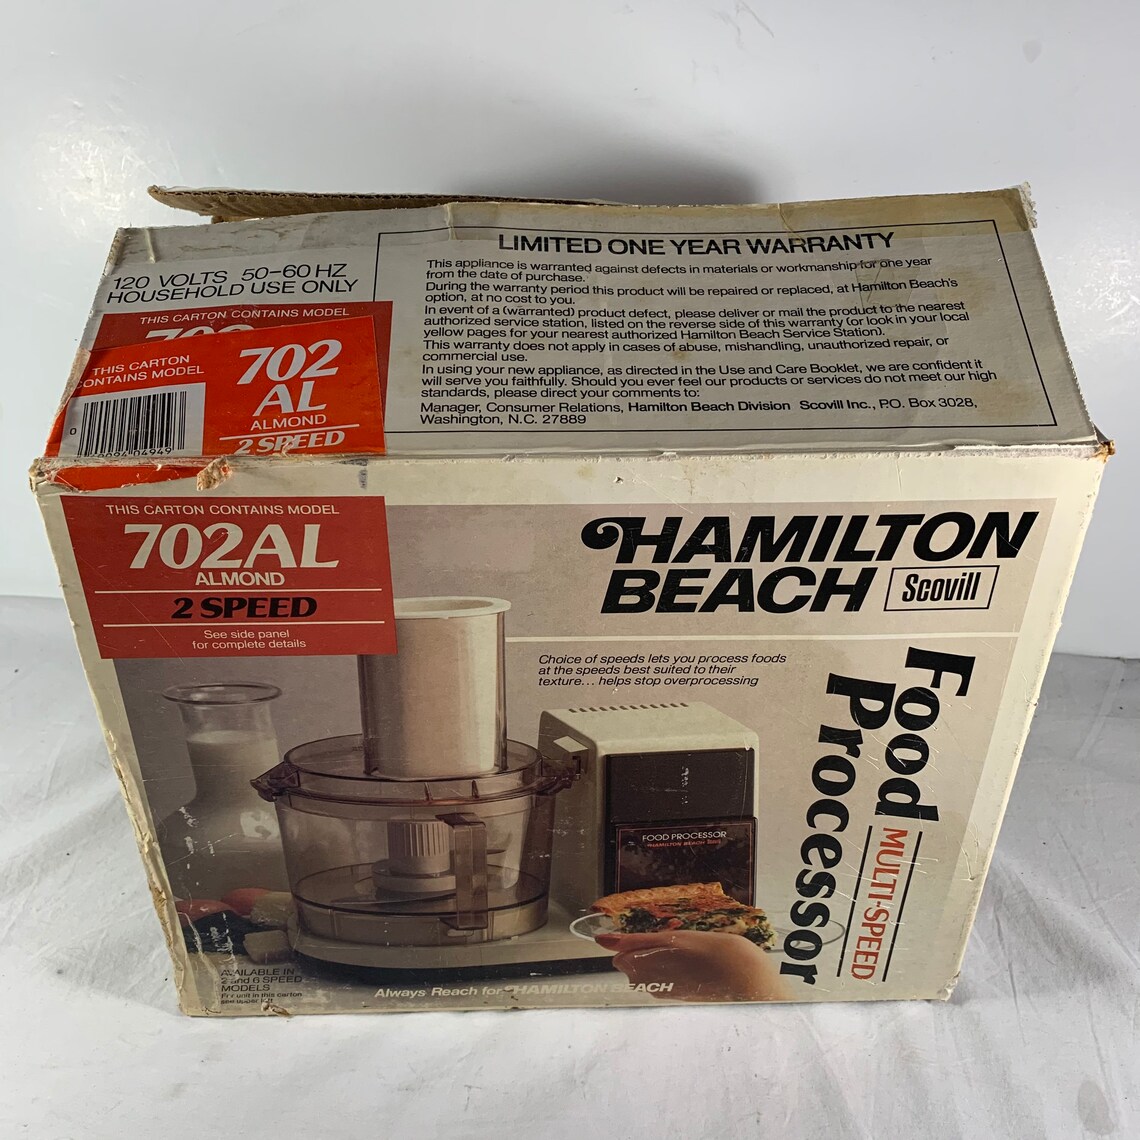 120 VOLTS 50-60 HZ
HOUSEHOLD USE ONLY
THIS CARTON CONTAINS MODEL
THIS CARTON
CONTAINS MODEL
702
AL
ALMOND
2 SPEED
0
LIMITED ONE YEAR WARRANTY
This appliance is warranted against defects in materials or workmanship for one year
from the date of purchase.
During the warranty period this product will be repaired or replaced, at Hamilton Beach's
option, at no cost to you.
In event of a (warranted) product defect, please deliver or mail the product to the nearest
authorized service station, listed on the reverse side of this warranty (or look in your local
yellow pages for your nearest authorized Hamilton Beach Service Station).
This warranty does not apply in cases of abuse, mishandling, unauthorized repair, or
commercial use.
In using your new appliance, as directed in the Use and Care Booklet, we are confident it
will serve you faithfully. Should you ever feel our products or services do not meet our high
standards, please direct your comments to:
Manager, Consumer Relations, Hamilton Beach Division Scovill Inc., P.O. Box 3028,
Washington, N.C. 27889
THIS CARTON CONTAINS MODEL
702AL
ALMOND
2 SPEED
See side panel
for complete details
HAMILTON
BEACH Scovill
Choice of speeds lets you process foods
at the speeds best suited to their
texture... helps stop overprocessing
Food
Processor
MULTI-SPEED
FOOD PROCESSOR
HAMILTON BEACH
AVAILABLE IN
2 and 6 SPEED
MODELS
For unit in this carton
see upper left
Always Reach for HAMILTON BEACH